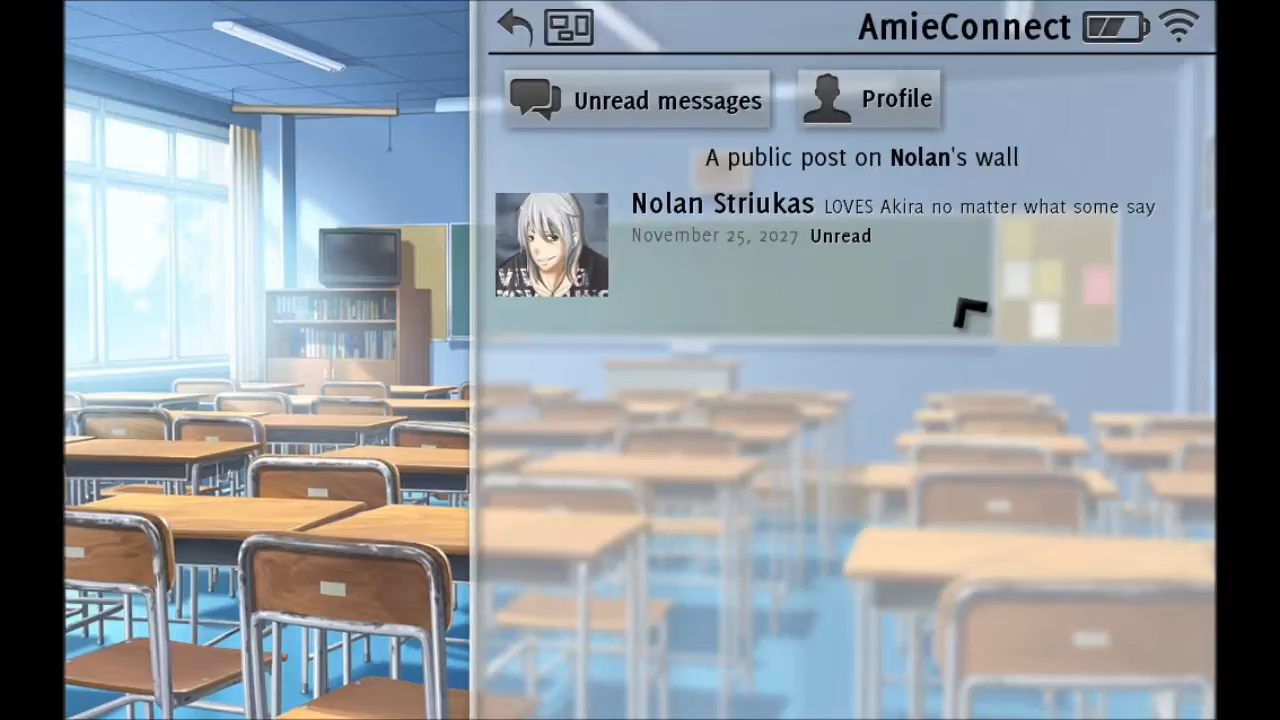 AmieConnect
Unread messages
Profile
A public post on Nolan's wall
Nolan Striukas LOVES Akira no matter what some say
November 25, 2027 Unread